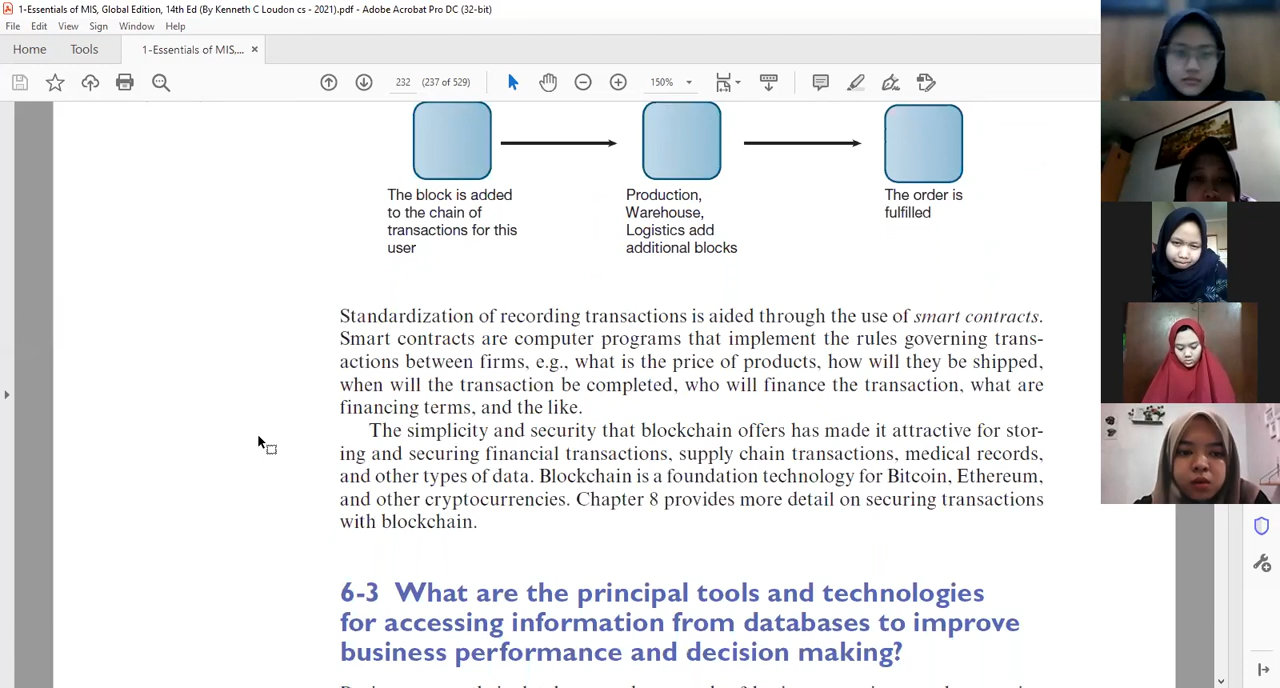 1-Essentials of MIS, Global Edition, 14th Ed (By Kenneth C Loudon cs - 2021).pdf - Adobe Acrobat Pro DC (32-bit)
File Edit View Sign Window Help
Home Tools 1-Essentials of MIS,... ×
232 (237 of 529) 150%
The block is added
to the chain of
transactions for this
user
Production,
Warehouse,
Logistics add
additional blocks
The order is
fulfilled
Standardization of recording transactions is aided through the use of smart contracts.
Smart contracts are computer programs that implement the rules governing trans-
actions between firms, e.g., what is the price of products, how will they be shipped,
when will the transaction be completed, who will finance the transaction, what are
financing terms, and the like.
The simplicity and security that blockchain offers has made it attractive for stor-
ing and securing financial transactions, supply chain transactions, medical records,
and other types of data. Blockchain is a foundation technology for Bitcoin, Ethereum,
and other cryptocurrencies. Chapter 8 provides more detail on securing transactions
with blockchain.
6-3 What are the principal tools and technologies
for accessing information from databases to improve
business performance and decision making?